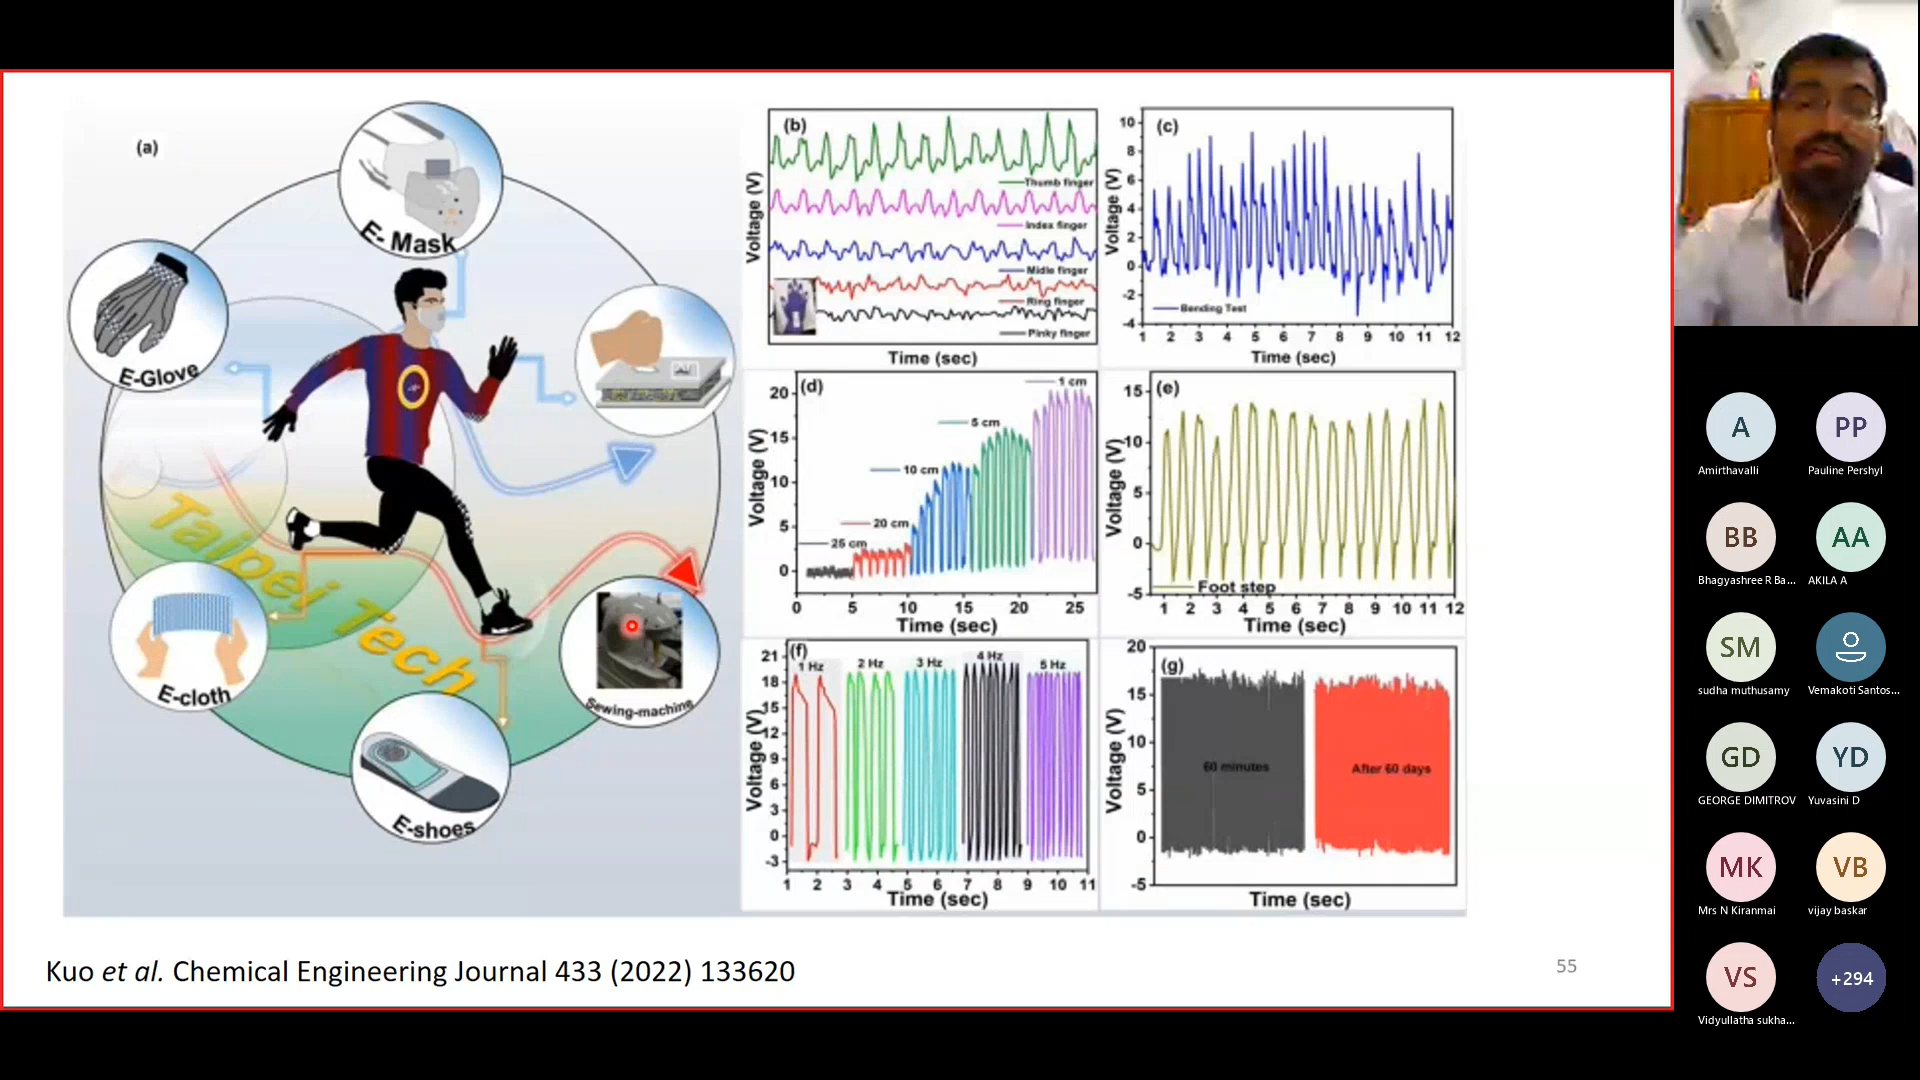 (a)
E- Mask
E-Glove
Taipei Tech
E-cloth
Sewing-machine
E-shoes
(b)
Voltage (V)
Thumb finger
Index finger
Midle finger
Ring finger
Pinky finger
Time (sec)
(c)
Voltage (V)
10
8
6
4
2
0
-2
-4
Bending Test
1 2 3 4 5 6 7 8 9 10 11 12
Time (sec)
(d)
Voltage (V)
20
15
10
5
0
1 cm
5 cm
10 cm
20 cm
25 cm
0 5 10 15 20 25
Time (sec)
(e)
Voltage (V)
15
10
5
0
-5
Foot step
1 2 3 4 5 6 7 8 9 10 11 12
Time (sec)
(f)
Voltage (V)
21
18
15
12
9
6
3
0
-3
1 Hz 2 Hz 3 Hz 4 Hz 5 Hz
1 2 3 4 5 6 7 8 9 10 11
Time (sec)
(g)
Voltage (V)
20
15
10
5
0
-5
60 minutes
After 60 days
Time (sec)
Kuo et al. Chemical Engineering Journal 433 (2022) 133620
55
A PP
Amirthavalli Pauline Pershyl
BB AA
Bhagyashree R Ba... AKILA A
SM
sudha muthusamy Vemakoti Santos...
GD YD
GEORGE DIMITROV Yuvasini D
MK VB
Mrs N Kiranmai vijay baskar
VS +294
Vidyullatha sukha...